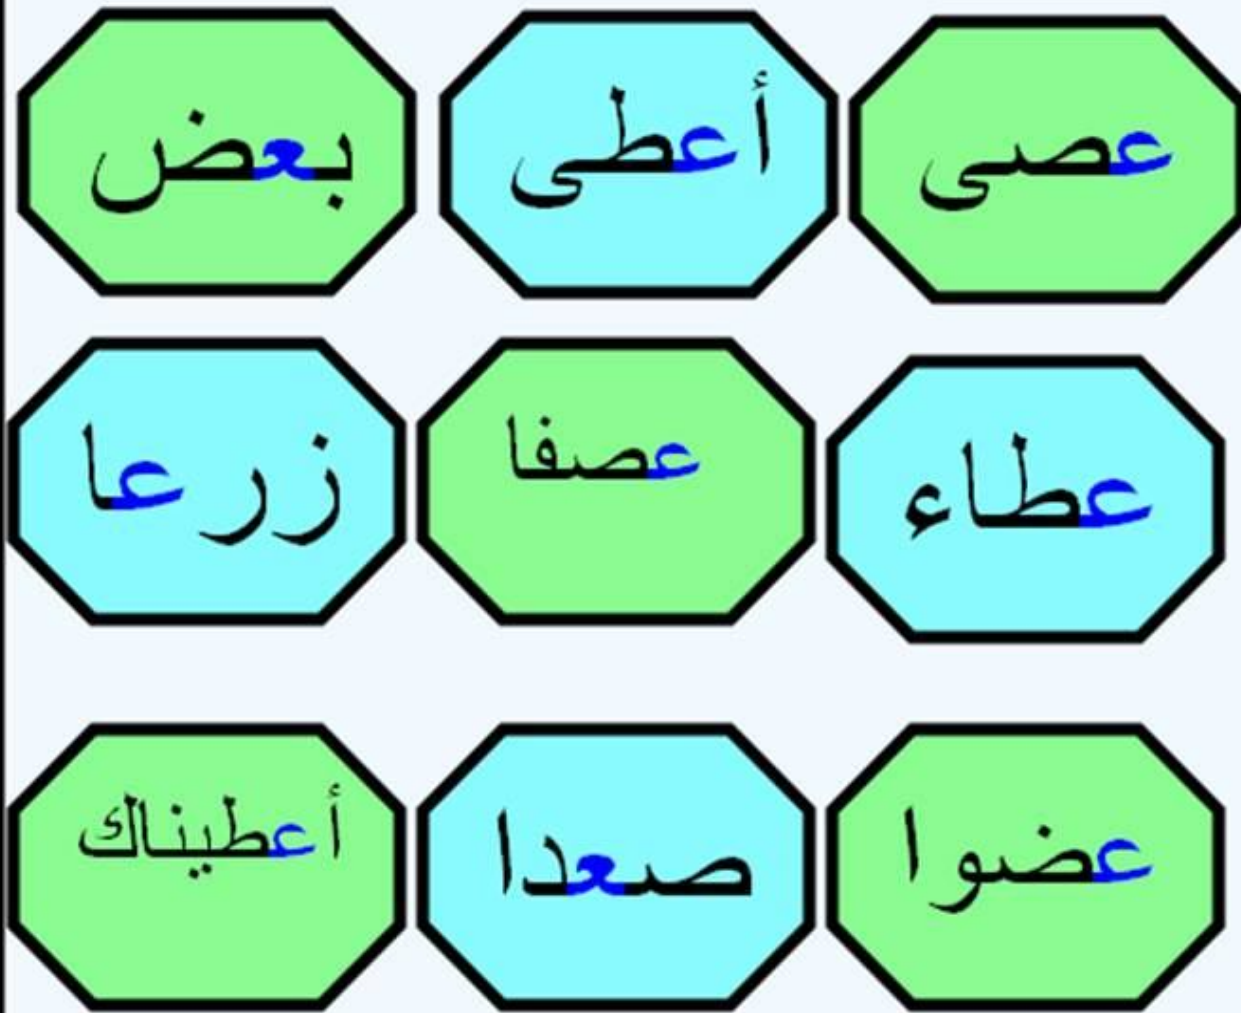 عصى
أعطى
بعض
عطاء
عصفا
زرعا
عضوا
صعدا
أعطيناك